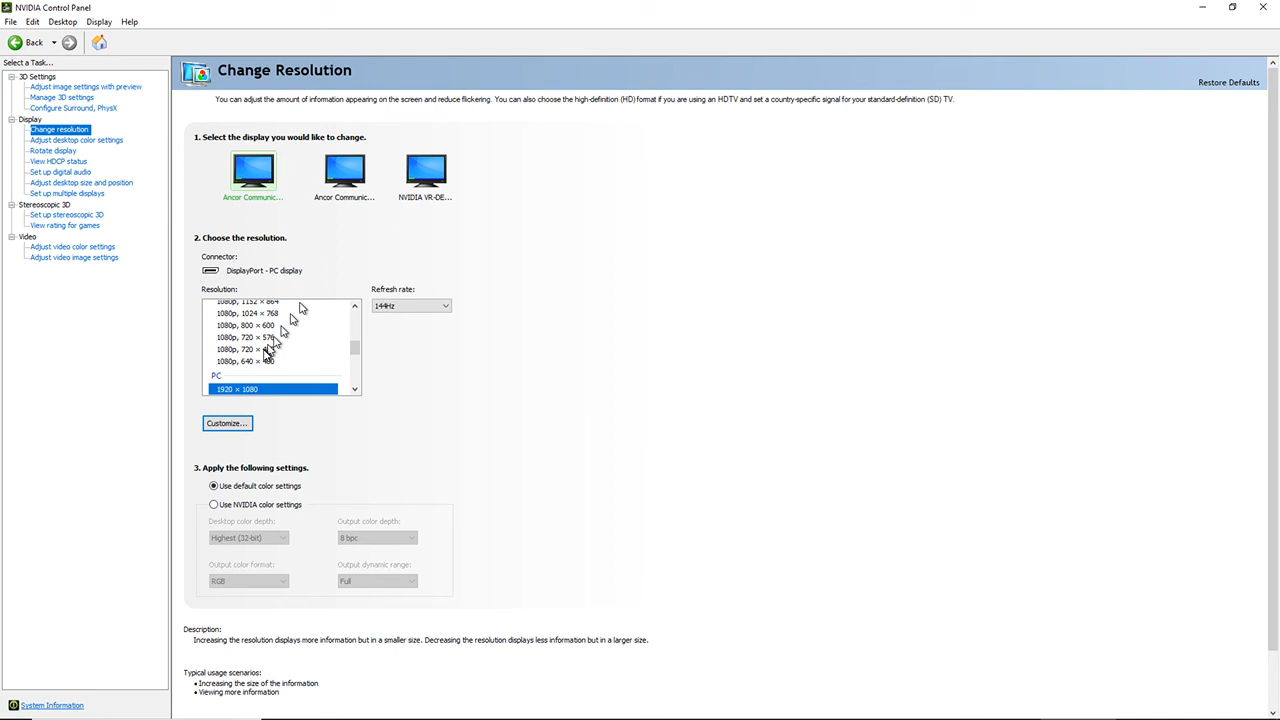 NVIDIA Control Panel
File Edit Desktop Display Help
Back
Select a Task...
3D Settings
Adjust image settings with preview
Manage 3D settings
Configure Surround, PhysX
Display
Change resolution
Adjust desktop color settings
Rotate display
View HDCP status
Set up digital audio
Adjust desktop size and position
Set up multiple displays
Stereoscopic 3D
Set up stereoscopic 3D
View rating for games
Video
Adjust video color settings
Adjust video image settings
System Information
Change Resolution
Restore Defaults
You can adjust the amount of information appearing on the screen and reduce flickering. You can also choose the high-definition (HD) format if you are using an HDTV and set a country-specific signal for your standard-definition (SD) TV.
1. Select the display you would like to change.
Ancor Communic... Ancor Communic... NVIDIA VR-DE...
2. Choose the resolution.
Connector:
DisplayPort - PC display
Resolution: Refresh rate:
144Hz
1080p, 1152 × 864
1080p, 1024 × 768
1080p, 800 × 600
1080p, 720 × 576
1080p, 720 ×
1080p, 640 ×
PC
1920 × 1080
Customize...
3. Apply the following settings.
Use default color settings
Use NVIDIA color settings
Desktop color depth: Output color depth:
Highest (32-bit) 8 bpc
Output color format: Output dynamic range:
RGB Full
Description:
Increasing the resolution displays more information but in a smaller size. Decreasing the resolution displays less information but in a larger size.
Typical usage scenarios:
• Increasing the size of the information
• Viewing more information